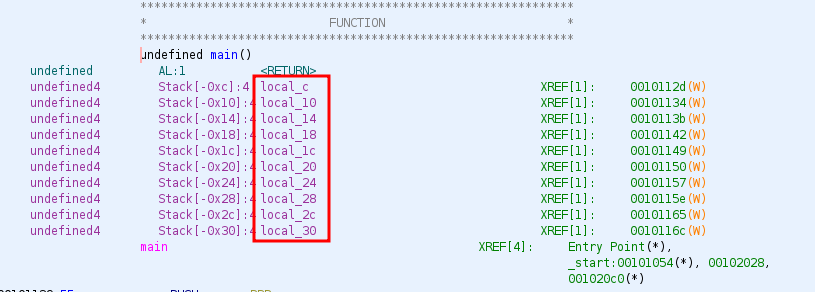 **************************************************************
* FUNCTION *
**************************************************************
undefined main()
undefined AL:1 <RETURN>
undefined4 Stack[-0xc]:4 local_c XREF[1]: 0010112d(W)
undefined4 Stack[-0x10]:4 local_10 XREF[1]: 00101134(W)
undefined4 Stack[-0x14]:4 local_14 XREF[1]: 0010113b(W)
undefined4 Stack[-0x18]:4 local_18 XREF[1]: 00101142(W)
undefined4 Stack[-0x1c]:4 local_1c XREF[1]: 00101149(W)
undefined4 Stack[-0x20]:4 local_20 XREF[1]: 00101150(W)
undefined4 Stack[-0x24]:4 local_24 XREF[1]: 00101157(W)
undefined4 Stack[-0x28]:4 local_28 XREF[1]: 0010115e(W)
undefined4 Stack[-0x2c]:4 local_2c XREF[1]: 00101165(W)
undefined4 Stack[-0x30]:4 local_30 XREF[1]: 0010116c(W)
main XREF[4]: Entry Point(*),
_start:00101054(*), 00102028,
001020c0(*)